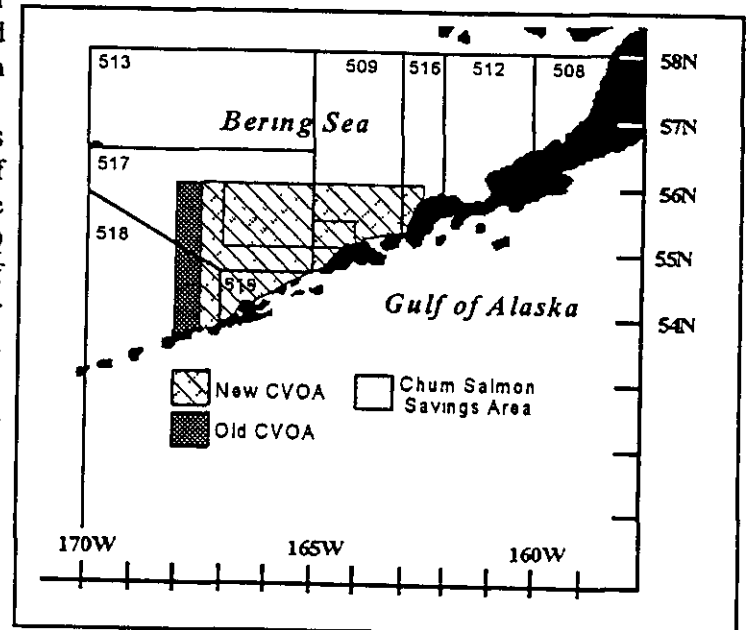 513
509
516
512
508
58N
Bering Sea
57N
517
56N
518
55N
515
Gulf of Alaska
54N
New CVOA
Chum Salmon
Savings Area
Old CVOA
170W
165W
160W